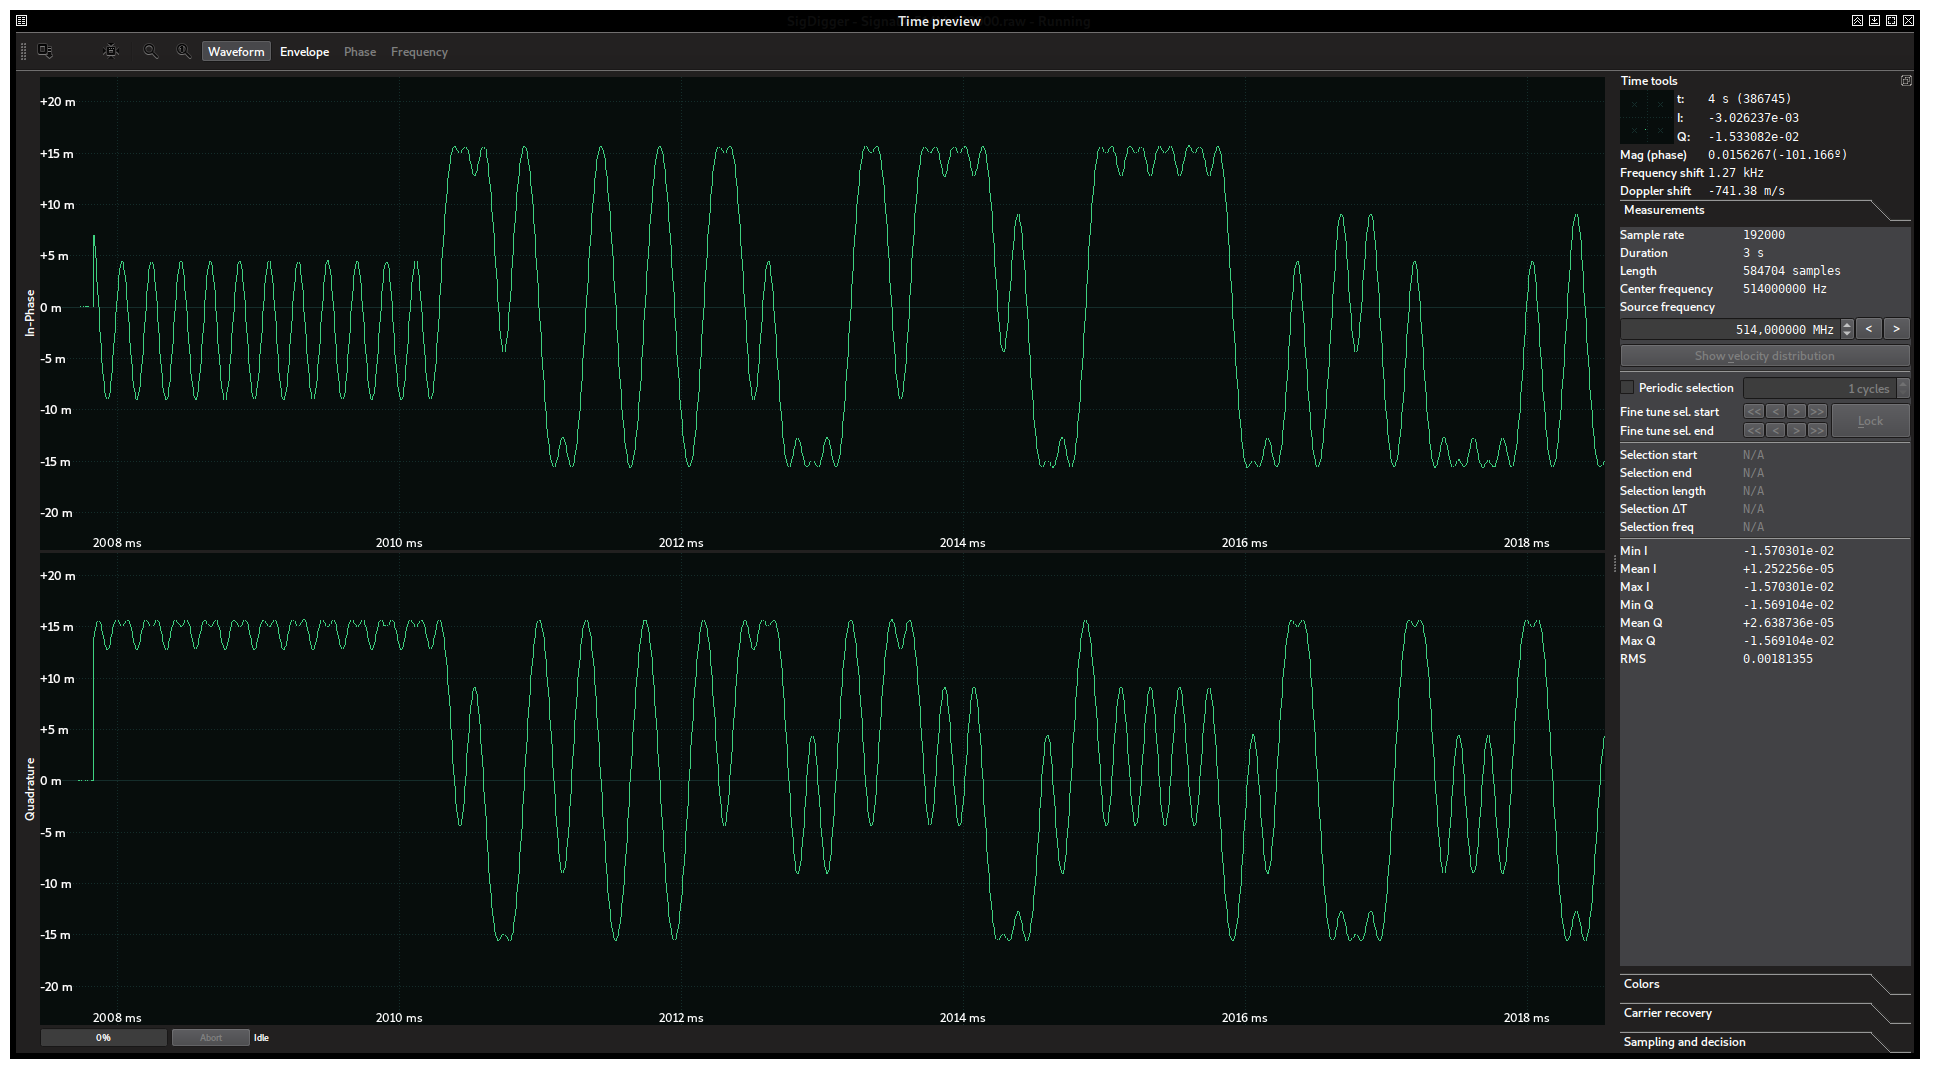 SigDigger - Signa
Time preview
00.raw - Running
Waveform
Envelope
Phase
Frequency
In-Phase
+20 m
+15 m
+10 m
+5 m
0 m
-5 m
-10 m
-15 m
-20 m
2008 ms
2010 ms
2012 ms
2014 ms
2016 ms
2018 ms
Quadrature
+20 m
+15 m
+10 m
+5 m
0 m
-5 m
-10 m
-15 m
-20 m
2008 ms
2010 ms
2012 ms
2014 ms
2016 ms
2018 ms
0%
Abort
Idle
Time tools
t: 4 s (386745)
I: -3.026237e-03
Q: -1.533082e-02
Mag (phase) 0.0156267(-101.166º)
Frequency shift 1.27 kHz
Doppler shift -741.38 m/s
Measurements
Sample rate 192000
Duration 3 s
Length 584704 samples
Center frequency 514000000 Hz
Source frequency
514,000000 MHz < >
Show velocity distribution
Periodic selection 1 cycles
Fine tune sel. start << < > >>
Lock
Fine tune sel. end << < > >>
Selection start N/A
Selection end N/A
Selection length N/A
Selection ΔT N/A
Selection freq N/A
Min I -1.570301e-02
Mean I +1.252256e-05
Max I -1.570301e-02
Min Q -1.569104e-02
Mean Q +2.638736e-05
Max Q -1.569104e-02
RMS 0.00181355
Colors
Carrier recovery
Sampling and decision